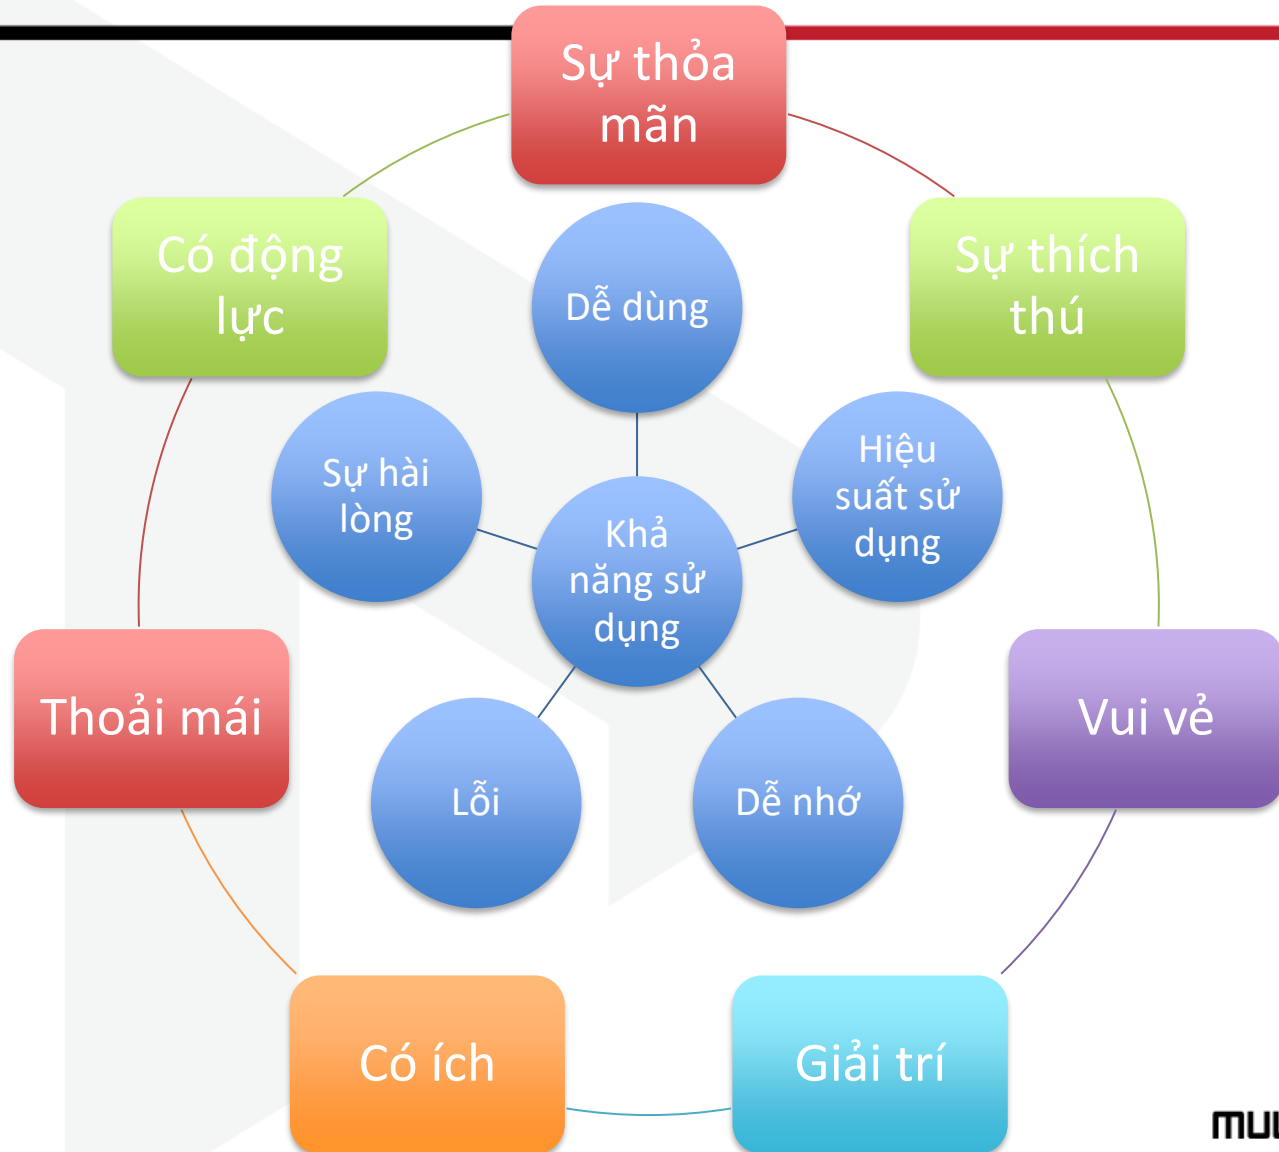 Sự thỏa
mãn
Có động
lực
Sự thích
thú
Dễ dùng
Sự hài
lòng
Hiệu
suất sử
dụng
Khả
năng sử
dụng
Thoải mái
Vui vẻ
Lỗi
Dễ nhớ
Có ích
Giải trí